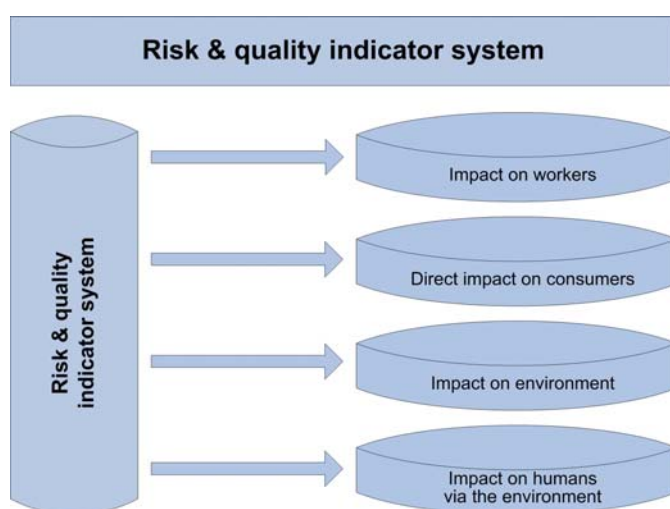 Risk & quality indicator system
Risk & quality
indicator system
Impact on workers
Direct impact on consumers
Impact on environment
Impact on humans
via the environment